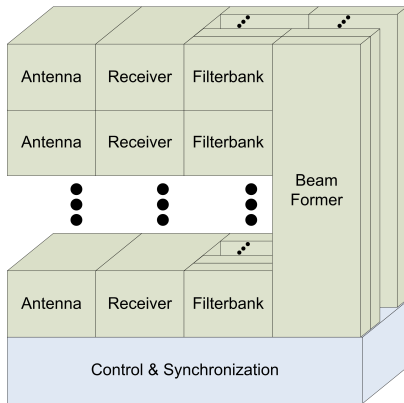 Antenna Receiver Filterbank
Antenna Receiver Filterbank
Beam
Former
Antenna Receiver Filterbank
Control & Synchronization